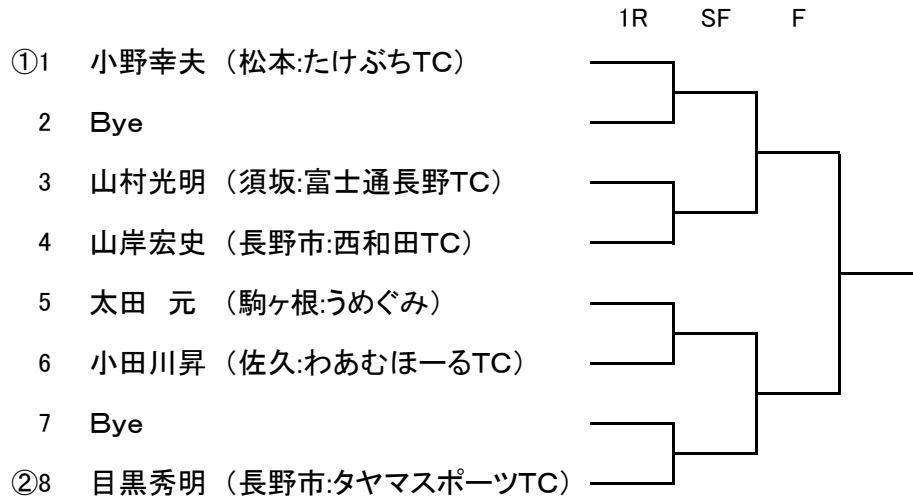 1R SF F
①1 小野幸夫 （松本:たけぶちTC）
2 Bye
3 山村光明 （須坂:富士通長野TC）
4 山岸宏史 （長野市:西和田TC）
5 太田　元 （駒ヶ根:うめぐみ）
6 小田川昇 （佐久:わあむほーるTC）
7 Bye
②8 目黒秀明 （長野市:タヤマスポーツTC）